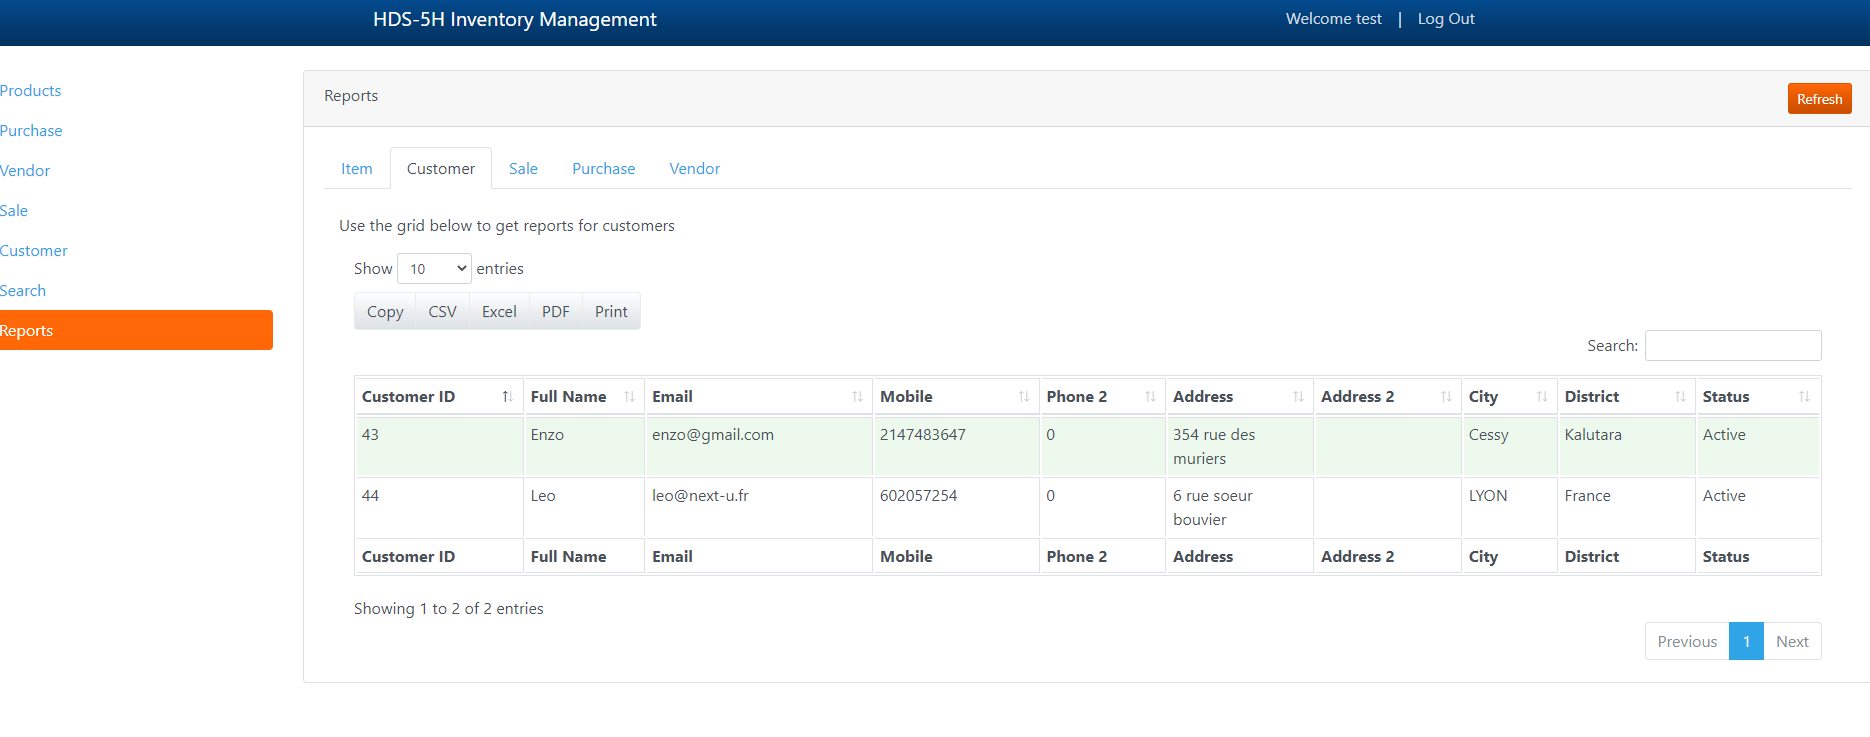 HDS-5H Inventory Management Welcome test | Log Out
Products
Purchase
Vendor
Sale
Customer
Search
Reports
Reports Refresh
Item Customer Sale Purchase Vendor
Use the grid below to get reports for customers
Show 10 entries
Copy CSV Excel PDF Print
Search:
Customer ID Full Name Email Mobile Phone 2 Address Address 2 City District Status
43 Enzo enzo@gmail.com 2147483647 0 354 rue des Cessy Kalutara Active
muriers
44 Leo leo@next-u.fr 602057254 0 6 rue soeur LYON France Active
bouvier
Customer ID Full Name Email Mobile Phone 2 Address Address 2 City District Status
Showing 1 to 2 of 2 entries
Previous 1 Next